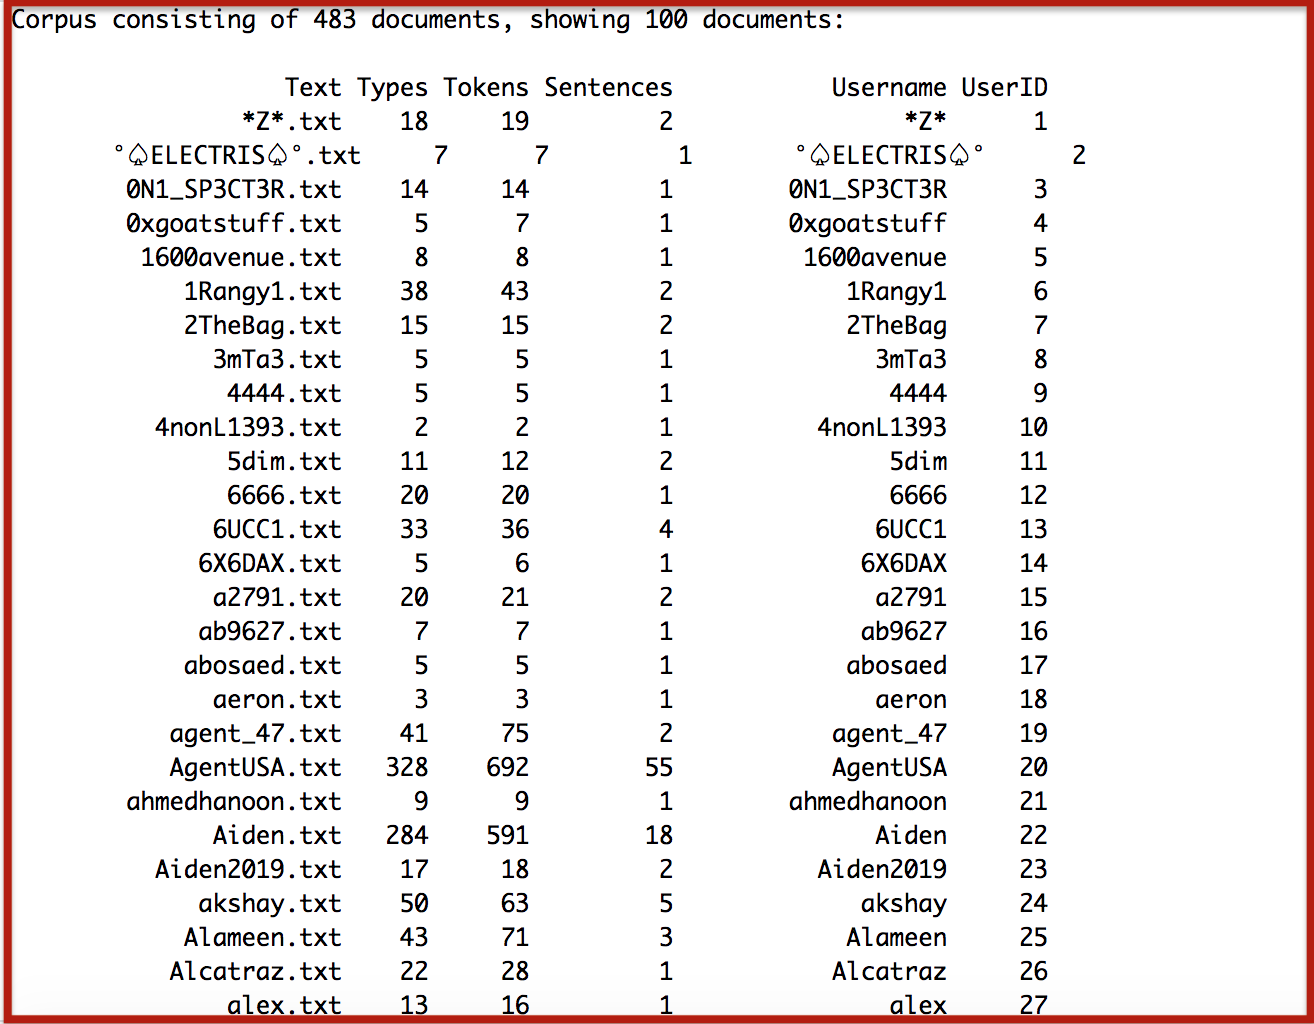 Corpus consisting of 483 documents, showing 100 documents:
Text Types Tokens Sentences Username UserID
*Z*.txt 18 19 2 *Z* 1
°♤ELECTRIS♤°.txt 7 7 1 °♤ELECTRIS♤° 2
0N1_SP3CT3R.txt 14 14 1 0N1_SP3CT3R 3
0xgoatstuff.txt 5 7 1 0xgoatstuff 4
1600avenue.txt 8 8 1 1600avenue 5
1Rangy1.txt 38 43 2 1Rangy1 6
2TheBag.txt 15 15 2 2TheBag 7
3mTa3.txt 5 5 1 3mTa3 8
4444.txt 5 5 1 4444 9
4nonL1393.txt 2 2 1 4nonL1393 10
5dim.txt 11 12 2 5dim 11
6666.txt 20 20 1 6666 12
6UCC1.txt 33 36 4 6UCC1 13
6X6DAX.txt 5 6 1 6X6DAX 14
a2791.txt 20 21 2 a2791 15
ab9627.txt 7 7 1 ab9627 16
abosaed.txt 5 5 1 abosaed 17
aeron.txt 3 3 1 aeron 18
agent_47.txt 41 75 2 agent_47 19
AgentUSA.txt 328 692 55 AgentUSA 20
ahmedhanoon.txt 9 9 1 ahmedhanoon 21
Aiden.txt 284 591 18 Aiden 22
Aiden2019.txt 17 18 2 Aiden2019 23
akshay.txt 50 63 5 akshay 24
Alameen.txt 43 71 3 Alameen 25
Alcatraz.txt 22 28 1 Alcatraz 26
alex.txt 13 16 1 alex 27